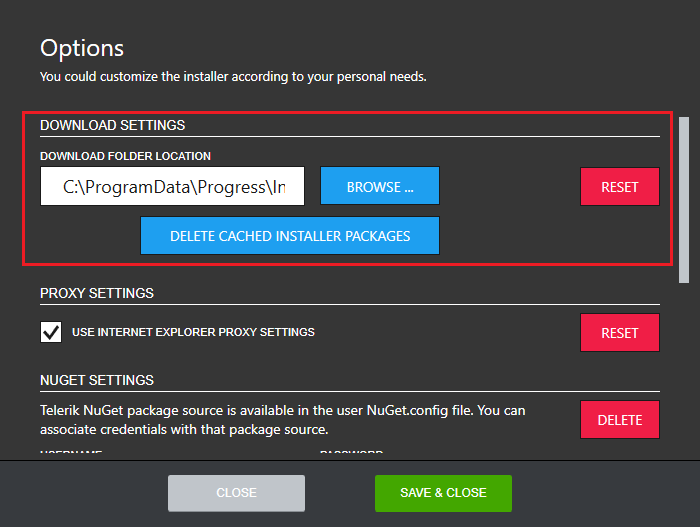 Options
You could customize the installer according to your personal needs.
DOWNLOAD SETTINGS
DOWNLOAD FOLDER LOCATION
C:\ProgramData\Progress\In
BROWSE ...
RESET
DELETE CACHED INSTALLER PACKAGES
PROXY SETTINGS
USE INTERNET EXPLORER PROXY SETTINGS
RESET
NUGET SETTINGS
Telerik NuGet package source is available in the user NuGet.config file. You can
associate credentials with that package source.
DELETE
USERNAME
PASSWORD
CLOSE
SAVE & CLOSE